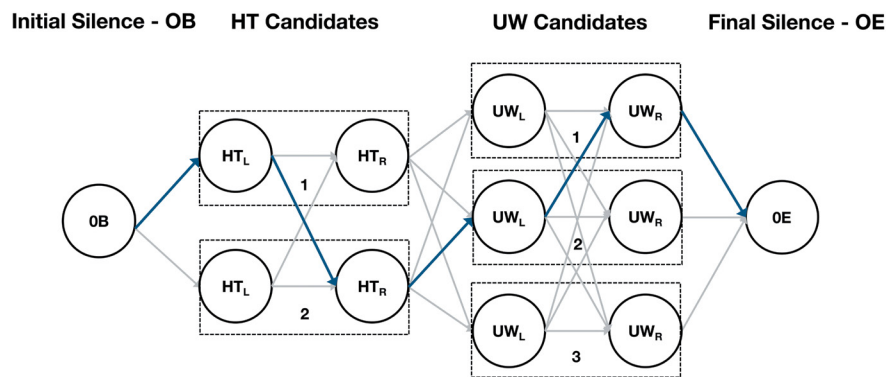 Initial Silence - OB HT Candidates UW Candidates Final Silence - OE
UWL UWR
1
HTL HTR
1
0B UWL UWR 0E
2
HTL HTR
2
UWL UWR
3